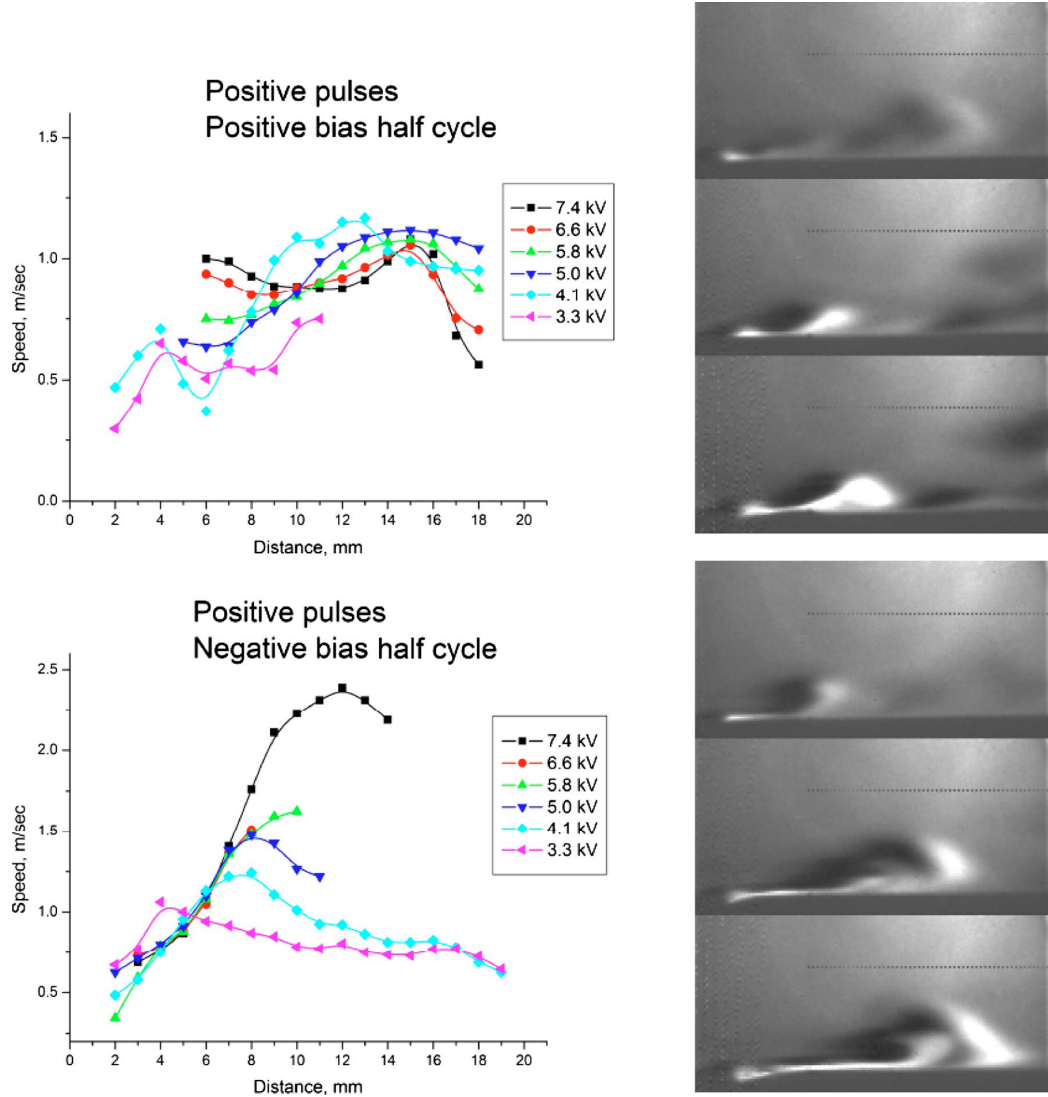 Positive pulses
Positive bias half cycle
1.5
1.0
0.5
0.0
Speed, m/sec
0 2 4 6 8 10 12 14 16 18 20
Distance, mm
7.4 kV
6.6 kV
5.8 kV
5.0 kV
4.1 kV
3.3 kV
Positive pulses
Negative bias half cycle
2.5
2.0
1.5
1.0
0.5
Speed, m/sec
0 2 4 6 8 10 12 14 16 18 20
Distance, mm
7.4 kV
6.6 kV
5.8 kV
5.0 kV
4.1 kV
3.3 kV